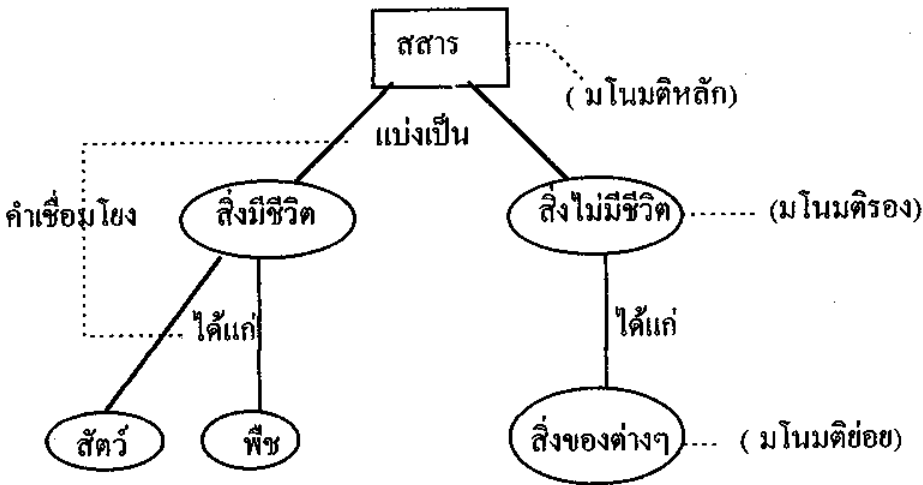 สสาร
( มโนมติหลัก)
แบ่งเป็น
คำเชื่อมโยง
สิ่งมีชีวิต
สิ่งไม่มีชีวิต
(มโนมติรอง)
ได้แก่
ได้แก่
สัตว์
พืช
สิ่งของต่างๆ
( มโนมติย่อย)